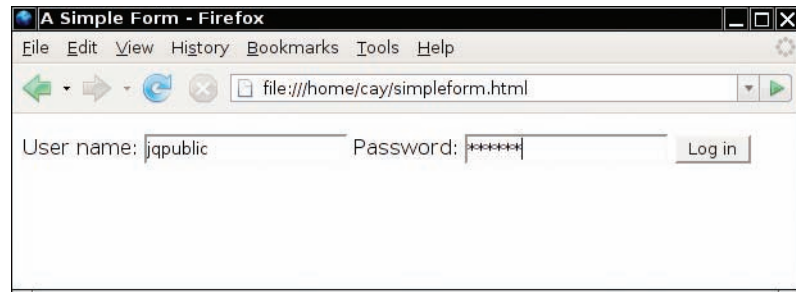 A Simple Form - Firefox
File Edit View History Bookmarks Tools Help
file:///home/cay/simpleform.html
User name: jqpublic Password: ****** Log in